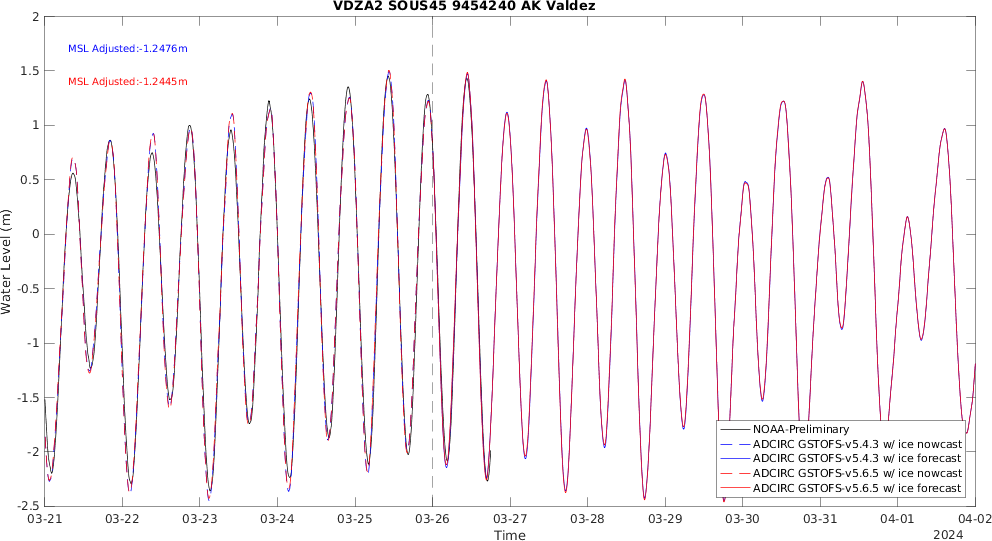 VDZA2 SOUS45 9454240 AK Valdez
MSL Adjusted:-1.2476m
MSL Adjusted:-1.2445m
Water Level (m)
2
1.5
1
0.5
0
-0.5
-1
-1.5
-2
-2.5
NOAA-Preliminary
ADCIRC GSTOFS-v5.4.3 w/ ice nowcast
ADCIRC GSTOFS-v5.4.3 w/ ice forecast
ADCIRC GSTOFS-v5.6.5 w/ ice nowcast
ADCIRC GSTOFS-v5.6.5 w/ ice forecast
03-21 03-22 03-23 03-24 03-25 03-26 03-27 03-28 03-29 03-30 03-31 04-01 04-02
Time
2024